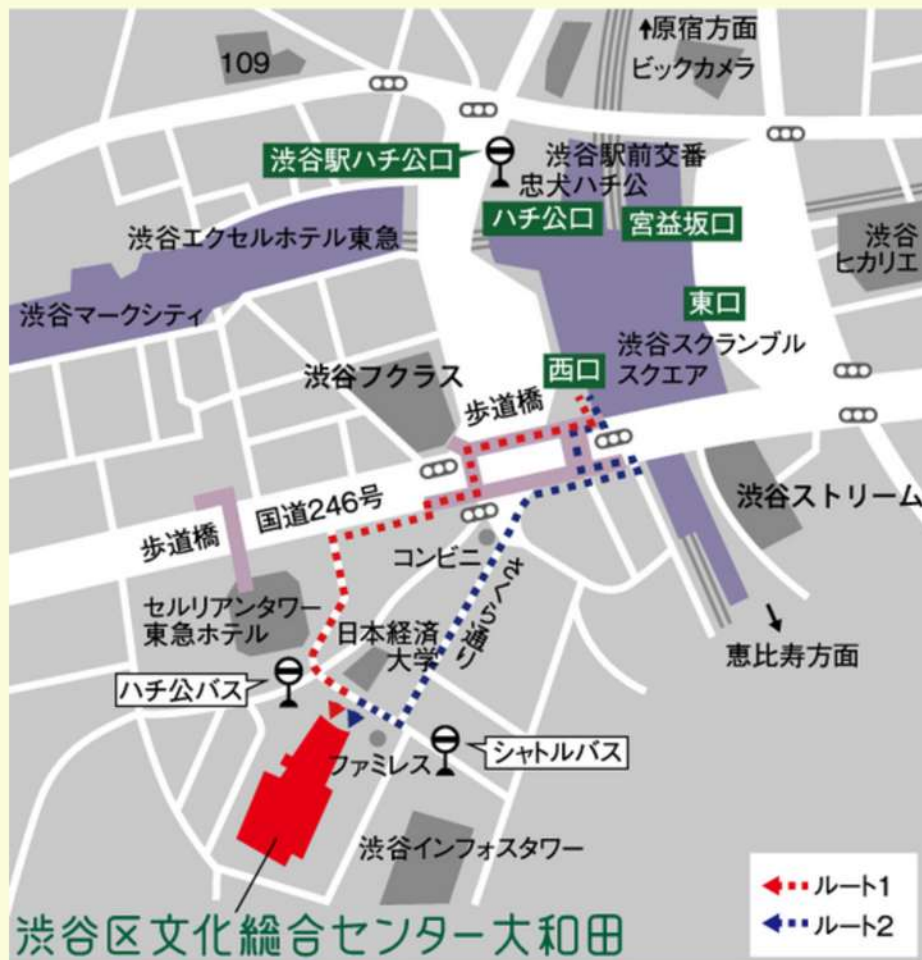 ↑原宿方面
ビックカメラ
109
渋谷駅ハチ公口
渋谷駅前交番
忠犬ハチ公
ハチ公口
宮益坂口
渋谷エクセルホテル東急
渋谷
ヒカリエ
渋谷マークシティ
東口
渋谷スクランブル
スクエア
西口
渋谷フクラス
歩道橋
国道246号
渋谷ストリーム
歩道橋
コンビニ
さくら通り
セルリアンタワー
東急ホテル
日本経済
大学
恵比寿方面
ハチ公バス
シャトルバス
ファミレス
渋谷インフォスタワー
ルート1
ルート2
渋谷区文化総合センター大和田